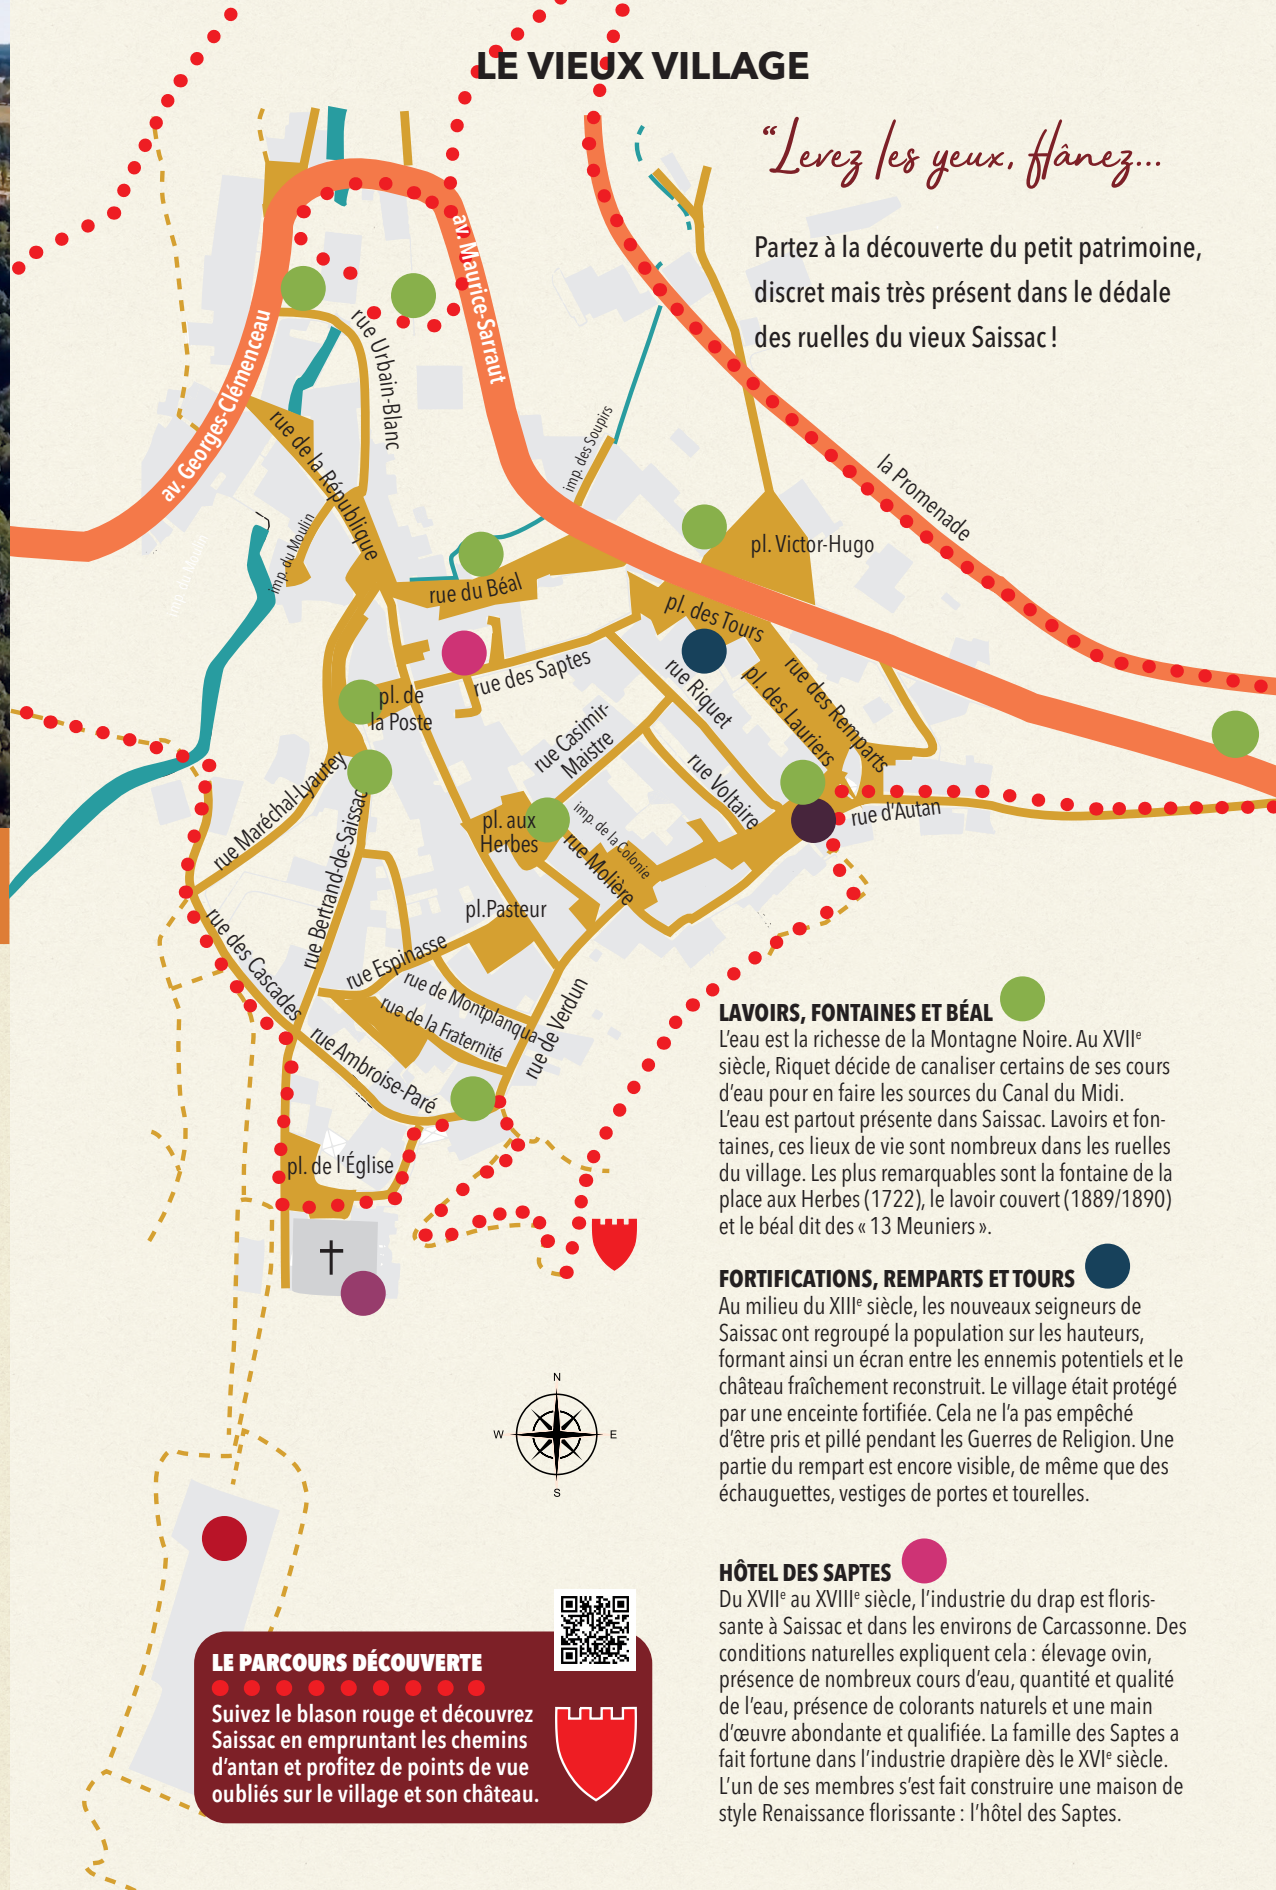 LE VIEUX VILLAGE
“Levez les yeux, flânez...
Partez à la découverte du petit patrimoine,
discret mais très présent dans le dédale
des ruelles du vieux Saissac !
av. Maurice-Sarraut
av. Georges-Clémenceau
rue Urbain-Blanc
rue de la République
imp. des Soupirs
la Promenade
imp. du Moulin
imp. du Moulin
pl. Victor-Hugo
rue du Béal
pl. des Tours
rue des Saptes
rue Riquet
pl. des Lauriers
rue des Remparts
pl. de
la Poste
rue Casimir-
Maistre
rue Voltaire
rue Maréchal-Lyautey
rue Bertrand-de-Saissac
pl. aux
Herbes
imp. de la Colonie
rue Molière
rue d'Autan
pl.Pasteur
rue des Cascades
rue Espinasse
rue de Montplanqua
rue de la Fraternité
rue de Verdun
rue Ambroise-Paré
pl. de l'Église
N
W
E
S
LAVOIRS, FONTAINES ET BÉAL
L'eau est la richesse de la Montagne Noire. Au XVIIe
siècle, Riquet décide de canaliser certains de ses cours
d'eau pour en faire les sources du Canal du Midi.
L'eau est partout présente dans Saissac. Lavoirs et fon-
taines, ces lieux de vie sont nombreux dans les ruelles
du village. Les plus remarquables sont la fontaine de la
place aux Herbes (1722), le lavoir couvert (1889/1890)
et le béal dit des « 13 Meuniers ».
FORTIFICATIONS, REMPARTS ET TOURS
Au milieu du XIIIe siècle, les nouveaux seigneurs de
Saissac ont regroupé la population sur les hauteurs,
formant ainsi un écran entre les ennemis potentiels et le
château fraîchement reconstruit. Le village était protégé
par une enceinte fortifiée. Cela ne l'a pas empêché
d'être pris et pillé pendant les Guerres de Religion. Une
partie du rempart est encore visible, de même que des
échauguettes, vestiges de portes et tourelles.
HÔTEL DES SAPTES
Du XVIIe au XVIIIe siècle, l'industrie du drap est floris-
sante à Saissac et dans les environs de Carcassonne. Des
conditions naturelles expliquent cela : élevage ovin,
présence de nombreux cours d'eau, quantité et qualité
de l'eau, présence de colorants naturels et une main
d'œuvre abondante et qualifiée. La famille des Saptes a
fait fortune dans l'industrie drapière dès le XVIe siècle.
L'un de ses membres s'est fait construire une maison de
style Renaissance florissante : l'hôtel des Saptes.
LE PARCOURS DÉCOUVERTE
Suivez le blason rouge et découvrez
Saissac en empruntant les chemins
d'antan et profitez de points de vue
oubliés sur le village et son château.